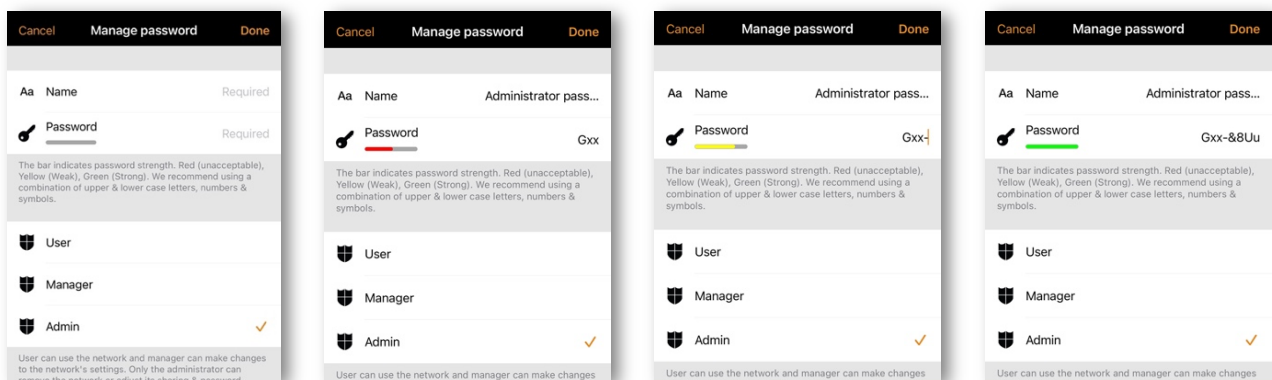 Cancel Manage password Done
Aa Name Required
Password Required
The bar indicates password strength. Red (unacceptable),
Yellow (Weak), Green (Strong). We recommend using a
combination of upper & lower case letters, numbers &
symbols.
User
Manager
Admin
User can use the network and manager can make changes
to the network's settings. Only the administrator can
remove the network or adjust its sharing & password
Cancel Manage password Done
Aa Name Administrator pass...
Password Gxx
The bar indicates password strength. Red (unacceptable),
Yellow (Weak), Green (Strong). We recommend using a
combination of upper & lower case letters, numbers &
symbols.
User
Manager
Admin
User can use the network and manager can make changes
Cancel Manage password Done
Aa Name Administrator pass...
Password Gxx-
The bar indicates password strength. Red (unacceptable),
Yellow (Weak), Green (Strong). We recommend using a
combination of upper & lower case letters, numbers &
symbols.
User
Manager
Admin
User can use the network and manager can make changes
Cancel Manage password Done
Aa Name Administrator pass...
Password Gxx-&8Uu
The bar indicates password strength. Red (unacceptable),
Yellow (Weak), Green (Strong). We recommend using a
combination of upper & lower case letters, numbers &
symbols.
User
Manager
Admin
User can use the network and manager can make changes